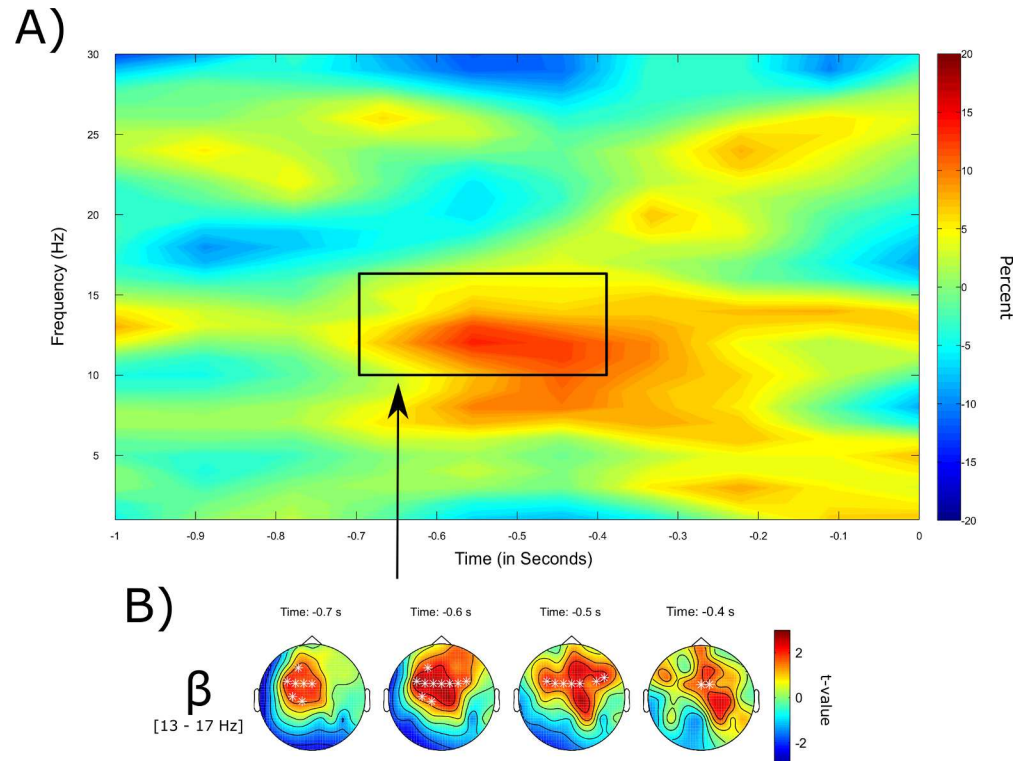 A)
30
25
20
15
10
5
Frequency (Hz)
-1
-0.9
-0.8
-0.7
-0.6
-0.5
-0.4
-0.3
-0.2
-0.1
0
Time (in Seconds)
20
15
10
5
0
-5
-10
-15
-20
Percent
B)
Time: -0.7 s
Time: -0.6 s
Time: -0.5 s
Time: -0.4 s
β
[13 - 17 Hz]
2
0
-2
t-value